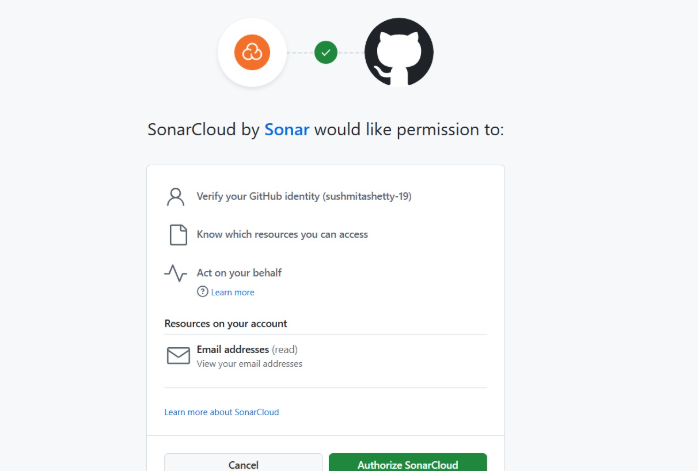 SonarCloud by Sonar would like permission to:
Verify your GitHub identity (sushmitashetty-19)
Know which resources you can access
Act on your behalf
Learn more
Resources on your account
Email addresses (read)
View your email addresses
Learn more about SonarCloud
Cancel
Authorize SonarCloud